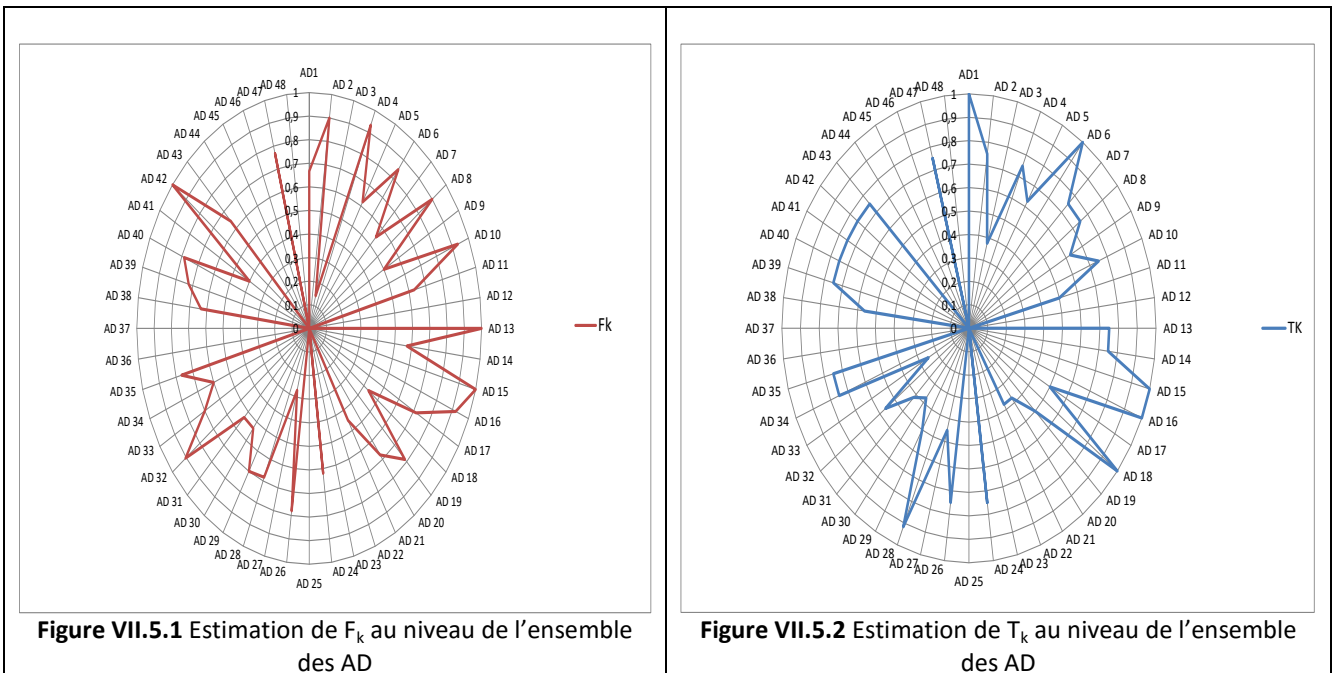 AD1
AD 2
AD 3
AD 4
AD 5
AD 6
AD 7
AD 8
AD 9
AD 10
AD 11
AD 12
AD 13
AD 14
AD 15
AD 16
AD 17
AD 18
AD 19
AD 20
AD 21
AD 22
AD 23
AD 24
AD 25
AD 26
AD 27
AD 28
AD 29
AD 30
AD 31
AD 32
AD 33
AD 34
AD 35
AD 36
AD 37
AD 38
AD 39
AD 40
AD 41
AD 42
AD 43
AD 44
AD 45
AD 46
AD 47
AD 48
1
0,9
0,8
0,7
0,6
0,5
0,4
0,3
0,2
0,1
0
Fk
Figure VII.5.1 Estimation de Fk au niveau de l’ensemble
des AD
AD1
AD 2
AD 3
AD 4
AD 5
AD 6
AD 7
AD 8
AD 9
AD 10
AD 11
AD 12
AD 13
AD 14
AD 15
AD 16
AD 17
AD 18
AD 19
AD 20
AD 21
AD 22
AD 23
AD 24
AD 25
AD 26
AD 27
AD 28
AD 29
AD 30
AD 31
AD 32
AD 33
AD 34
AD 35
AD 36
AD 37
AD 38
AD 39
AD 40
AD 41
AD 42
AD 43
AD 44
AD 45
AD 46
AD 47
AD 48
1
0,9
0,8
0,7
0,6
0,5
0,4
0,3
0,2
0,1
0
TK
Figure VII.5.2 Estimation de Tk au niveau de l’ensemble
des AD